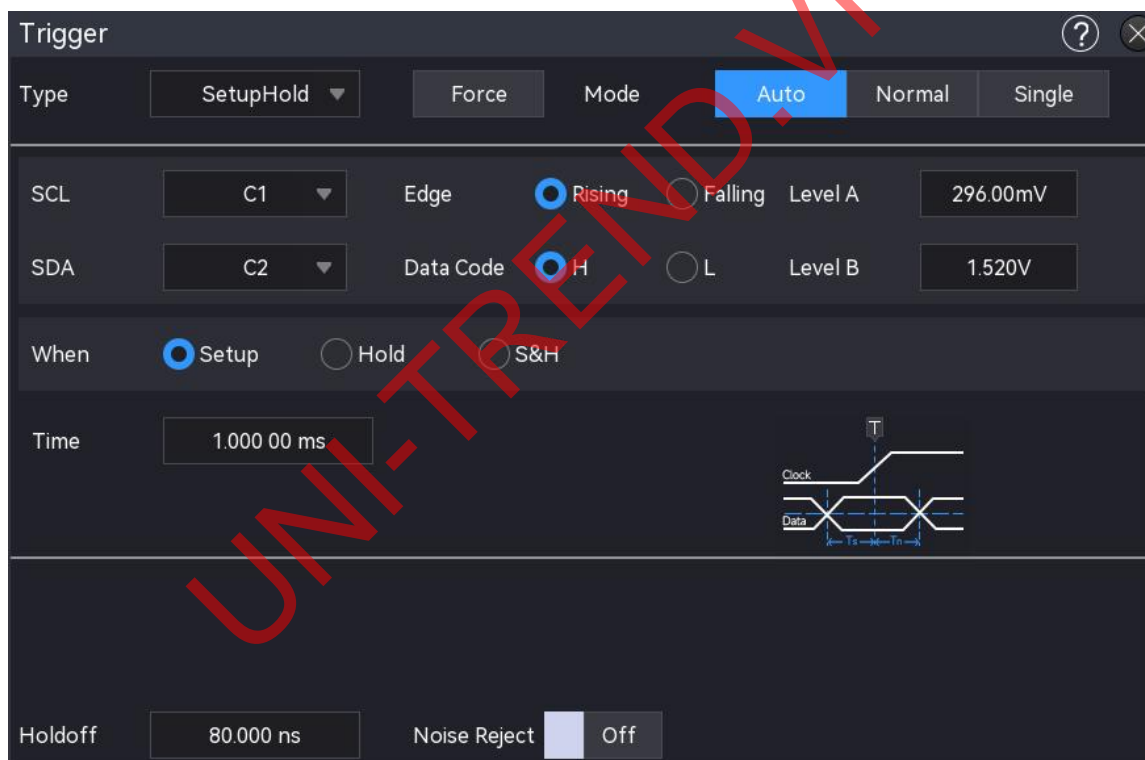 Trigger
Type SetupHold Force Mode Auto Normal Single
SCL C1 Edge Rising Falling Level A 296.00mV
SDA C2 Data Code H L Level B 1.520V
When Setup Hold S&H
Time 1.000 00 ms
T
Clock
Data
Ts Tn
Holdoff 80.000 ns Noise Reject Off
UNI-TREND.V